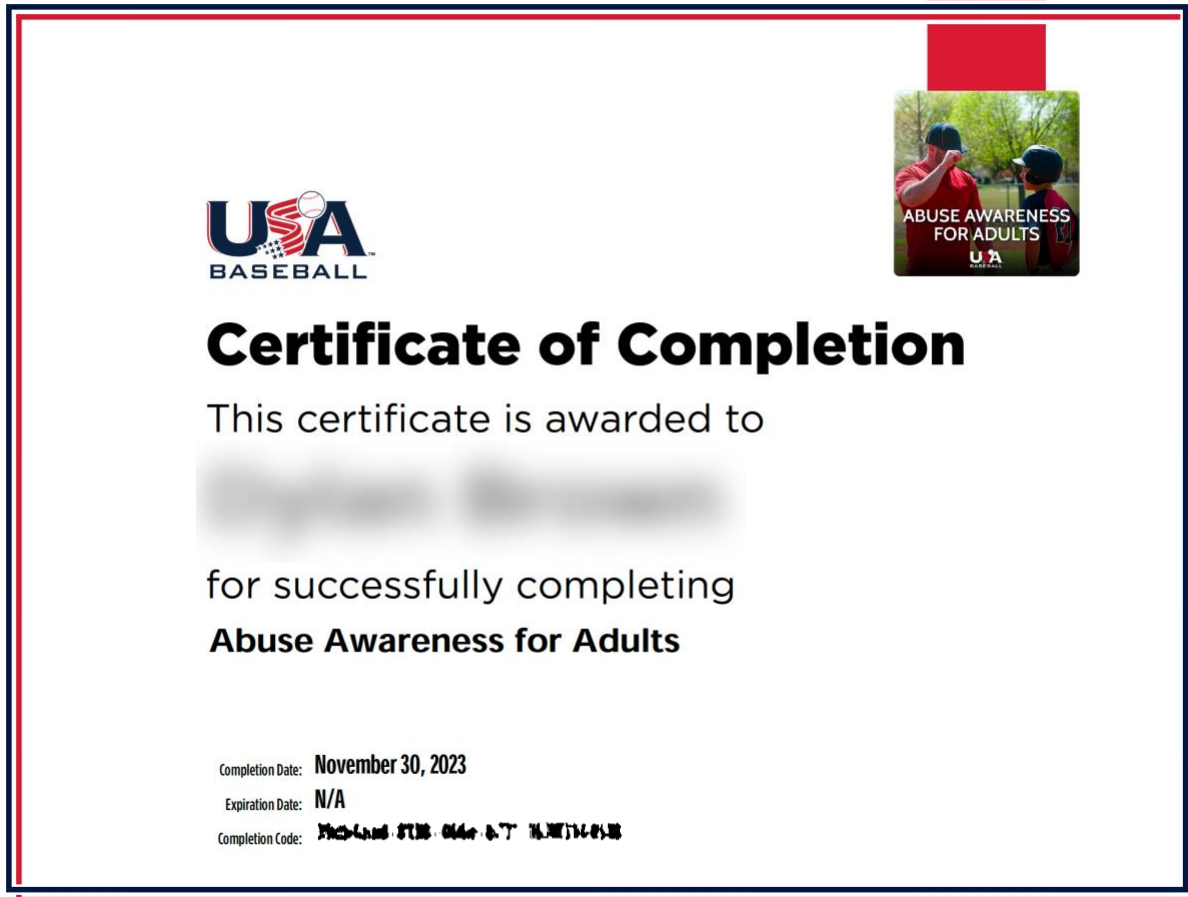 ABUSE AWARENESS
FOR ADULTS
USA
BASEBALL
USA
BASEBALL
Certificate of Completion
This certificate is awarded to
for successfully completing
Abuse Awareness for Adults
Completion Date: November 30, 2023
Expiration Date: N/A
Completion Code: